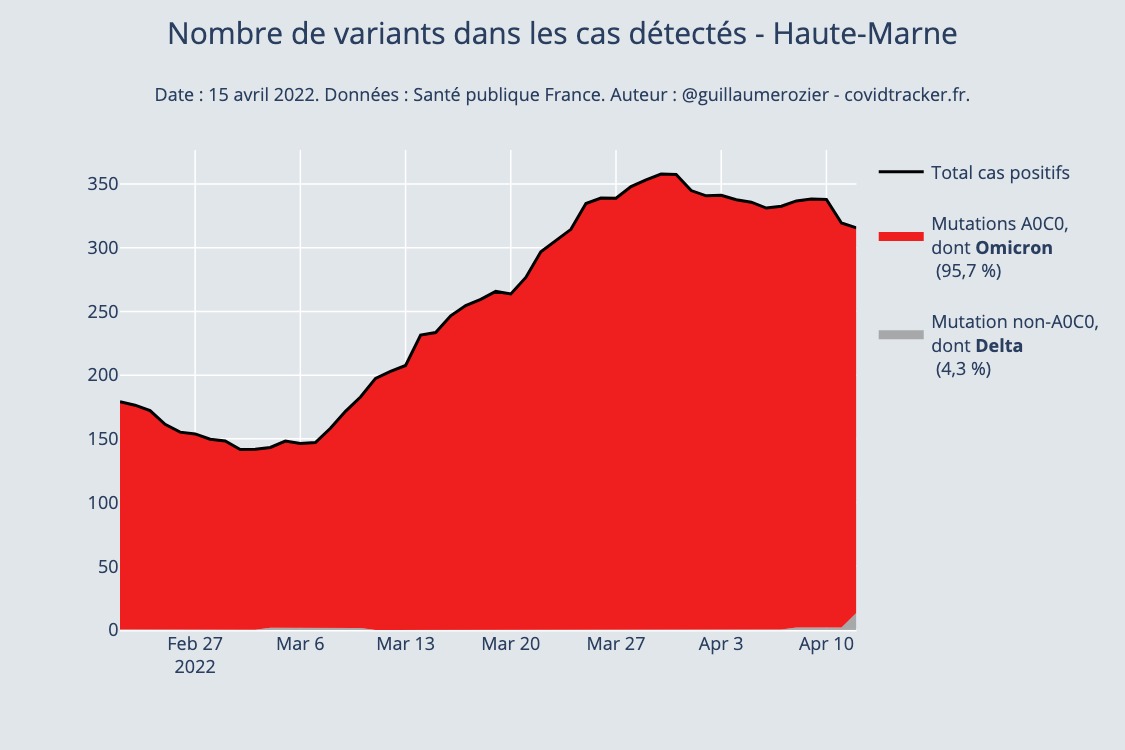 Nombre de variants dans les cas détectés - Haute-Marne
Date : 15 avril 2022. Données : Santé publique France. Auteur : @guillaumerozier - covidtracker.fr.
Total cas positifs
Mutations A0C0,
dont Omicron
(95,7 %)
Mutation non-A0C0,
dont Delta
(4,3 %)
350
300
250
200
150
100
50
0
Feb 27
2022
Mar 6
Mar 13
Mar 20
Mar 27
Apr 3
Apr 10